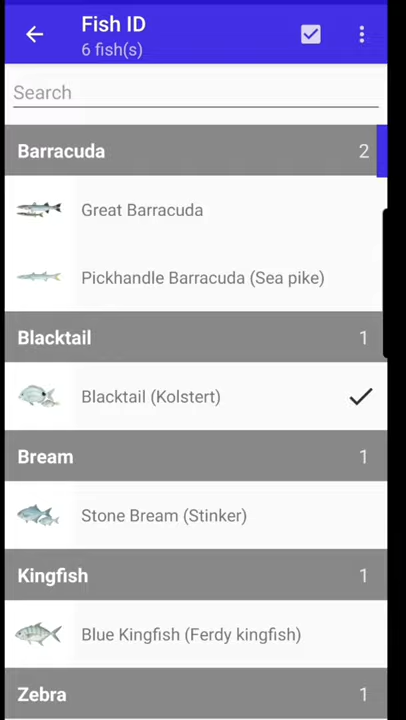 Fish ID
6 fish(s)
Search
Barracuda 2
Great Barracuda
Pickhandle Barracuda (Sea pike)
Blacktail 1
Blacktail (Kolstert)
Bream 1
Stone Bream (Stinker)
Kingfish 1
Blue Kingfish (Ferdy kingfish)
Zebra 1